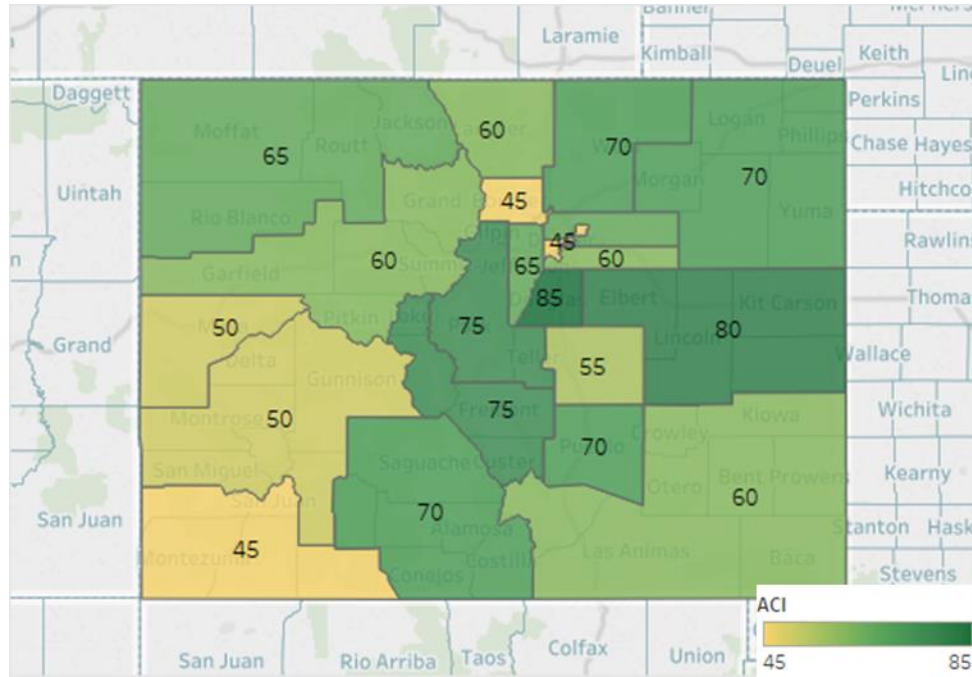 Banner
Laramie
Kimball
Deuel
Keith
Daggett
Perkins
Moffat
Routt
Jackson
60
Logan
Phillips
Chase Hayes
65
70
Morgan
70
Yuma
Uintah
45
Hitchco
Rio Blanco
Grand
Gilpin
45
Rawlins
Garfield
60
Summit
65
60
85
Elbert
Kit Carson
Thoma
Pitkin
Lake
50
75
Lincoln
80
Grand
Delta
Teller
55
Wallace
Gunnison
Montrose
50
Fremont
75
Kiowa
Wichita
Pueblo
70
Crowley
San Miguel
Saguache
Custer
Otero
Bent
Prowers
60
Kearny
San Juan
San Juan
70
Alamosa
Stanton
Hask
45
Montezuma
Las Animas
Baca
Conejos
Costilla
Stevens
ACI
45
85
San Juan
Rio Arriba
Taos
Colfax
Union